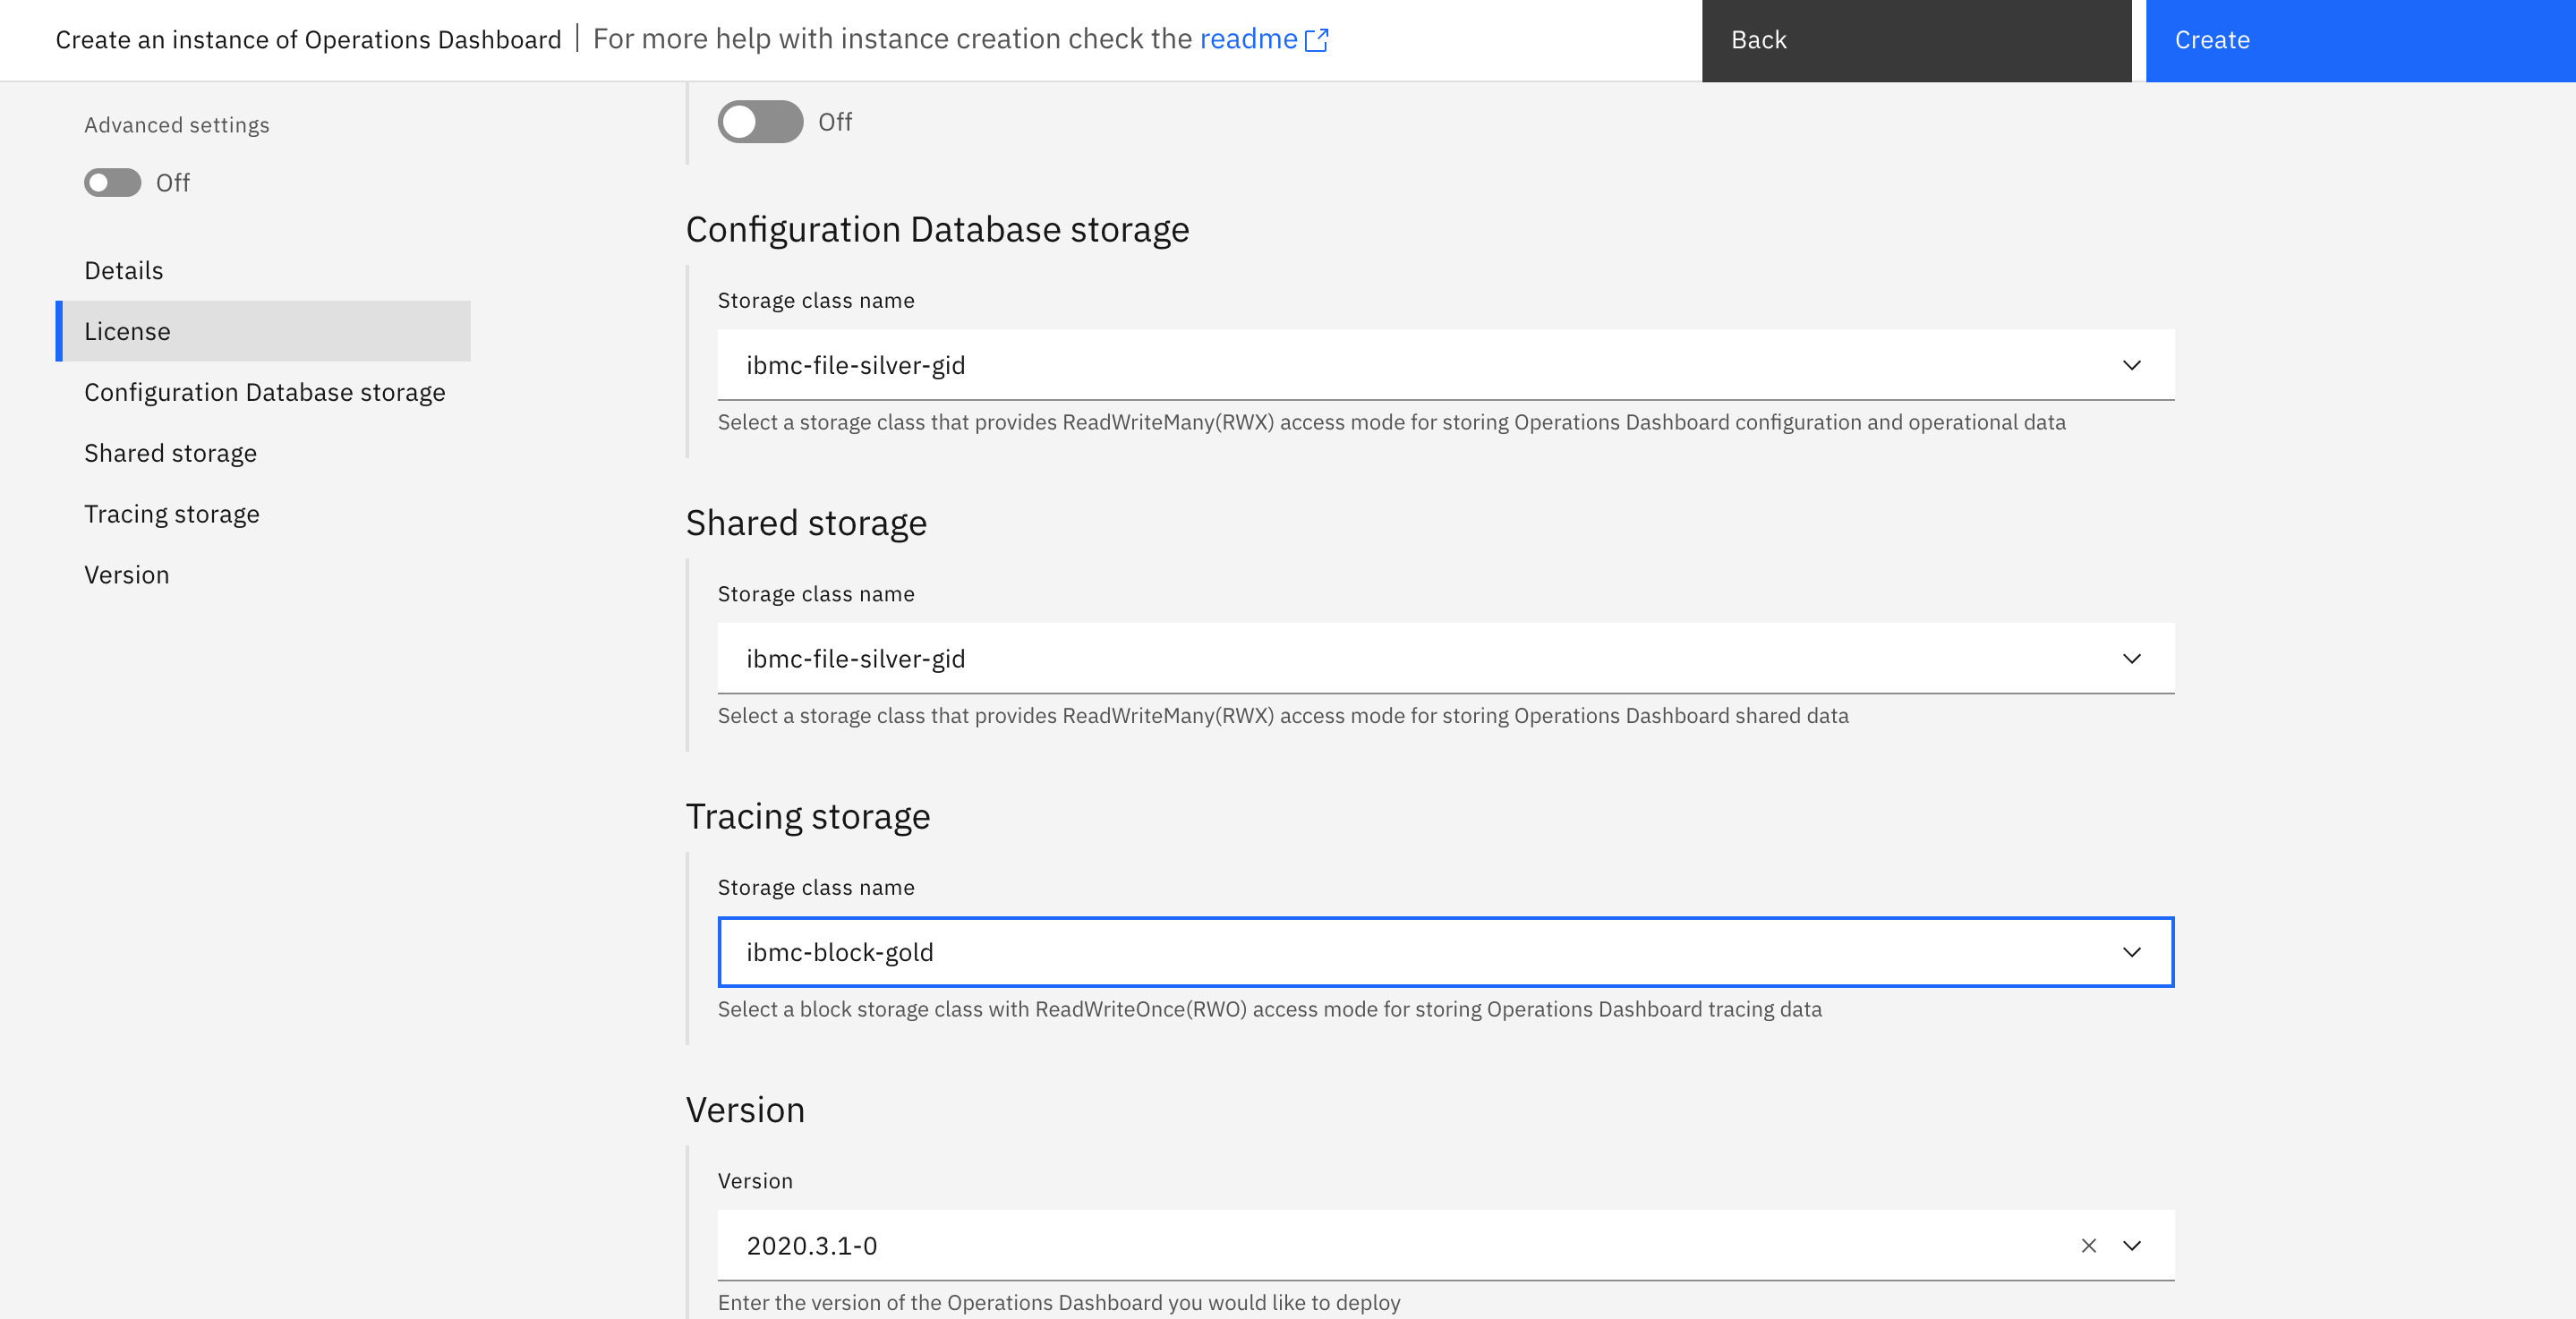 Create an instance of Operations Dashboard | For more help with instance creation check the readme
Back
Create
Advanced settings
Off
Details
License
Configuration Database storage
Shared storage
Tracing storage
Version
Off
Configuration Database storage
Storage class name
ibmc-file-silver-gid
Select a storage class that provides ReadWriteMany(RWX) access mode for storing Operations Dashboard configuration and operational data
Shared storage
Storage class name
ibmc-file-silver-gid
Select a storage class that provides ReadWriteMany(RWX) access mode for storing Operations Dashboard shared data
Tracing storage
Storage class name
ibmc-block-gold
Select a block storage class with ReadWriteOnce(RWO) access mode for storing Operations Dashboard tracing data
Version
Version
2020.3.1-0
Enter the version of the Operations Dashboard you would like to deploy